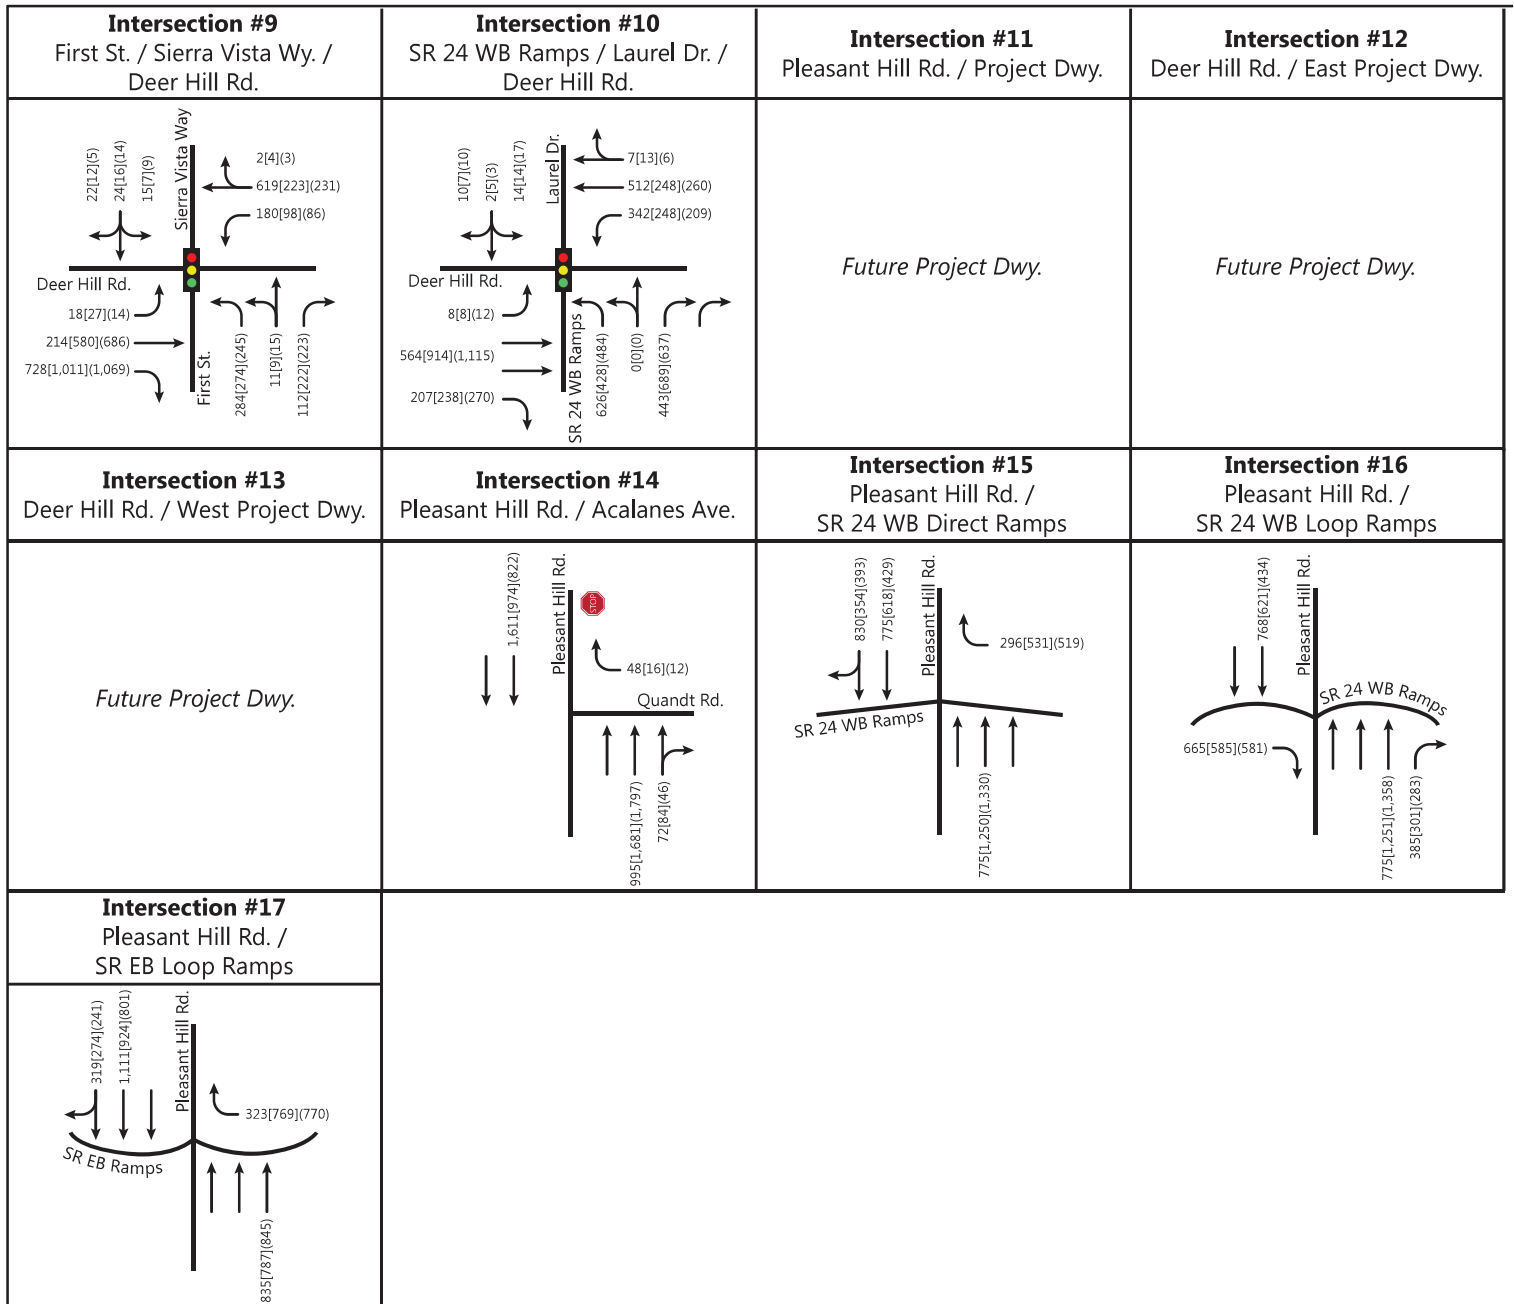 Intersection #9
First St. / Sierra Vista Wy. /
Deer Hill Rd.
22[12](5)
24[16](14)
15[7](9)
Sierra Vista Way
2[4](3)
619[223](231)
180[98](86)
Deer Hill Rd.
18[27](14)
214[580](686)
728[1,011](1,069)
First St.
284[274](245)
11[9](15)
112[222](223)
Intersection #10
SR 24 WB Ramps / Laurel Dr. /
Deer Hill Rd.
10[7](10)
2[5](3)
14[14](17)
Laurel Dr.
7[13](6)
512[248](260)
342[248](209)
Deer Hill Rd.
8[8](12)
564[914](1,115)
207[238](270)
SR 24 WB Ramps
626[428](484)
0[0](0)
443[689](637)
Intersection #11
Pleasant Hill Rd. / Project Dwy.
Future Project Dwy.
Intersection #12
Deer Hill Rd. / East Project Dwy.
Future Project Dwy.
Intersection #13
Deer Hill Rd. / West Project Dwy.
Future Project Dwy.
Intersection #14
Pleasant Hill Rd. / Acalanes Ave.
1,611[974](822)
Pleasant Hill Rd.
STOP
48[16](12)
Quandt Rd.
995[1,681](1,797)
72[84](46)
Intersection #15
Pleasant Hill Rd. /
SR 24 WB Direct Ramps
830[354](393)
775[618](429)
Pleasant Hill Rd.
296[531](519)
SR 24 WB Ramps
775[1,250](1,330)
Intersection #16
Pleasant Hill Rd. /
SR 24 WB Loop Ramps
768[621](434)
Pleasant Hill Rd.
SR 24 WB Ramps
665[585](581)
775[1,251](1,358)
385[301](283)
Intersection #17
Pleasant Hill Rd. /
SR EB Loop Ramps
319[274](241)
1,111[924](801)
Pleasant Hill Rd.
323[769](770)
SR EB Ramps
835[787](845)